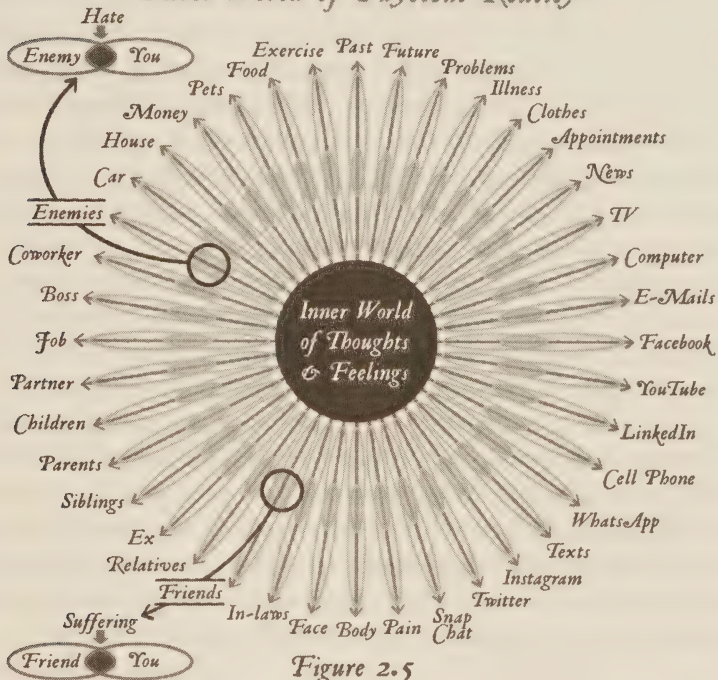 Hate
Enemy You
Exercise
Past
Future
Food
Problems
Pets
Illness
Money
Clothes
House
Appointments
Car
News
Enemies
TV
Coworker
Computer
Boss
E-Mails
Job
Facebook
Partner
YouTube
Children
LinkedIn
Parents
Cell Phone
Siblings
WhatsApp
Ex
Texts
Relatives
Instagram
Friends
Twitter
In-laws
Face
Body
Pain
Snap
Chat
Inner World
of Thoughts
& Feelings
Suffering
Friend You
Figure 2.5